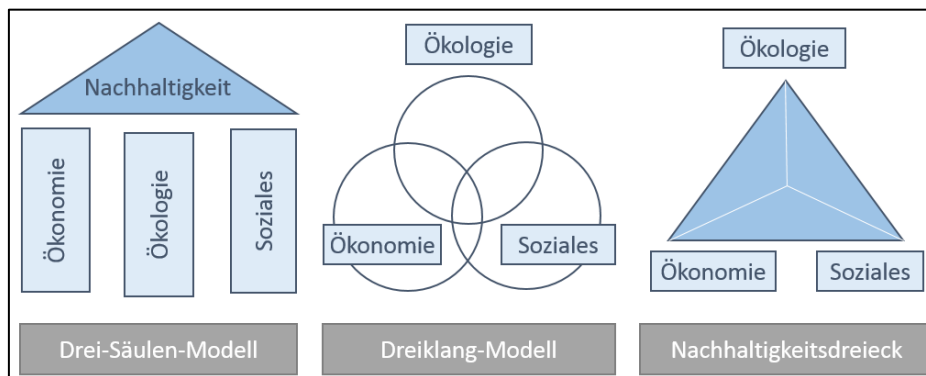 Nachhaltigkeit
Ökonomie
Ökologie
Soziales
Drei-Säulen-Modell
Ökologie
Ökonomie
Soziales
Dreiklang-Modell
Ökologie
Ökonomie
Soziales
Nachhaltigkeitsdreieck